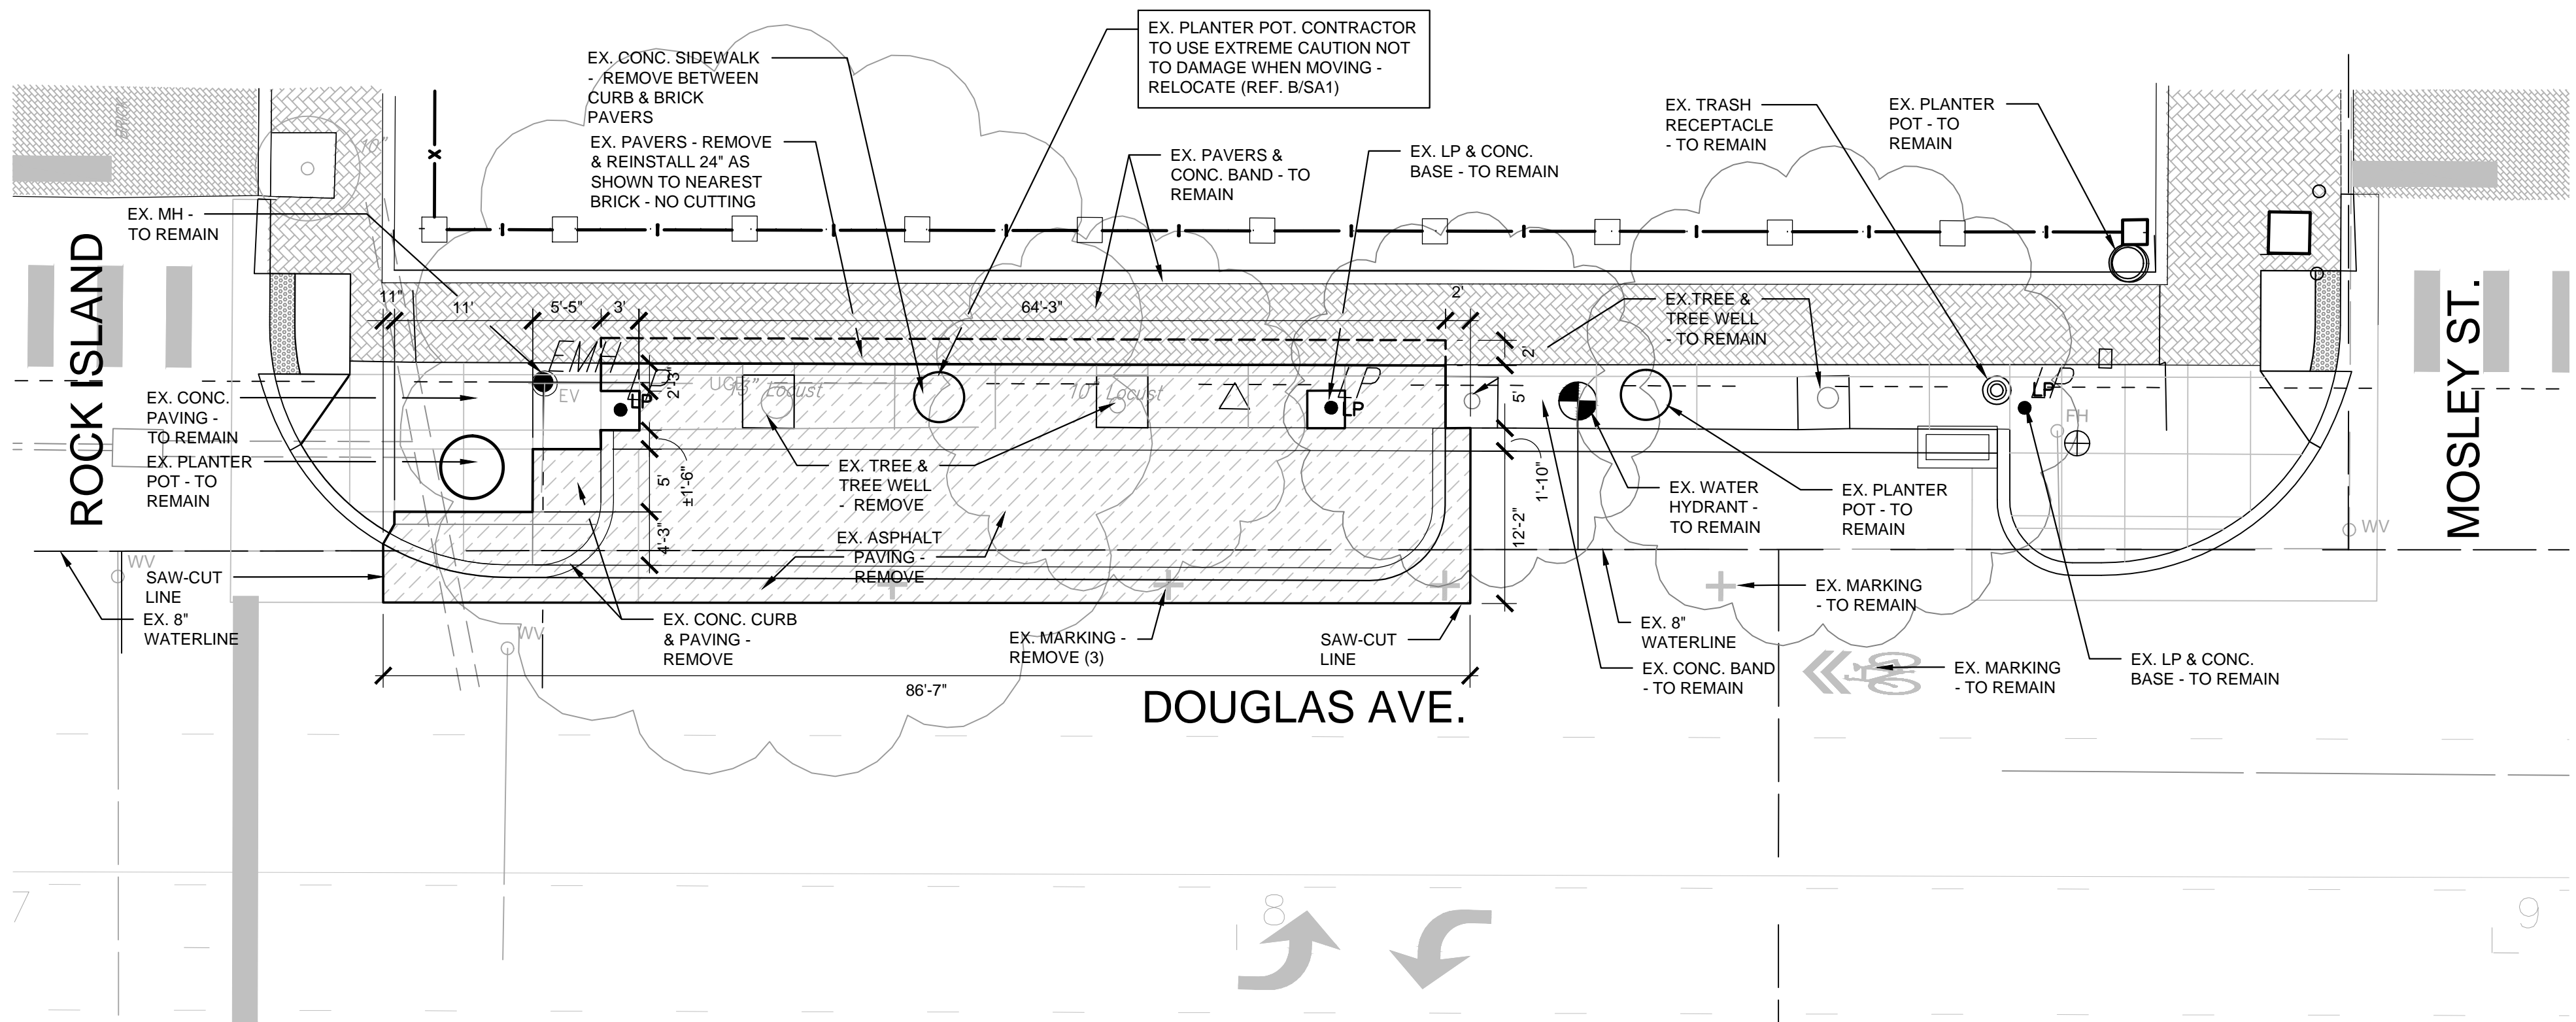 EX. PLANTER POT. CONTRACTOR
TO USE EXTREME CAUTION NOT
TO DAMAGE WHEN MOVING -
RELOCATE (REF. B/SA1)
EX. CONC. SIDEWALK
- REMOVE BETWEEN
CURB & BRICK
PAVERS
EX. PAVERS - REMOVE
& REINSTALL 24" AS
SHOWN TO NEAREST
BRICK - NO CUTTING
EX. PAVERS &
CONC. BAND - TO
REMAIN
EX. LP & CONC.
BASE - TO REMAIN
EX. TRASH
RECEPTACLE
- TO REMAIN
EX. PLANTER
POT - TO
REMAIN
BRICK
10"
EX. MH -
TO REMAIN
ROCK ISLAND
MOSLEY ST.
11"
11'
5'-5"
3'
64'-3"
2'
EX.TREE &
TREE WELL
- TO REMAIN
2'
EMH
LP
2'-3"
UGE
Locust
10" Locust
EV
LP
LP
LP
5'
LP
LP
FH
EX. CONC.
PAVING -
TO REMAIN
EX. PLANTER
POT - TO
REMAIN
EX. TREE &
TREE WELL
- REMOVE
5'
±1'-6"
4'-3"
1'-10"
12'-2"
EX. WATER
HYDRANT -
TO REMAIN
EX. PLANTER
POT - TO
REMAIN
WV
EX. ASPHALT
PAVING -
REMOVE
WV
SAW-CUT
LINE
EX. 8"
WATERLINE
EX. MARKING
- TO REMAIN
WV
EX. CONC. CURB
& PAVING -
REMOVE
EX. MARKING -
REMOVE (3)
SAW-CUT
LINE
EX. 8"
WATERLINE
EX. CONC. BAND
- TO REMAIN
EX. MARKING
- TO REMAIN
EX. LP & CONC.
BASE - TO REMAIN
86'-7"
DOUGLAS AVE.
7
8
9